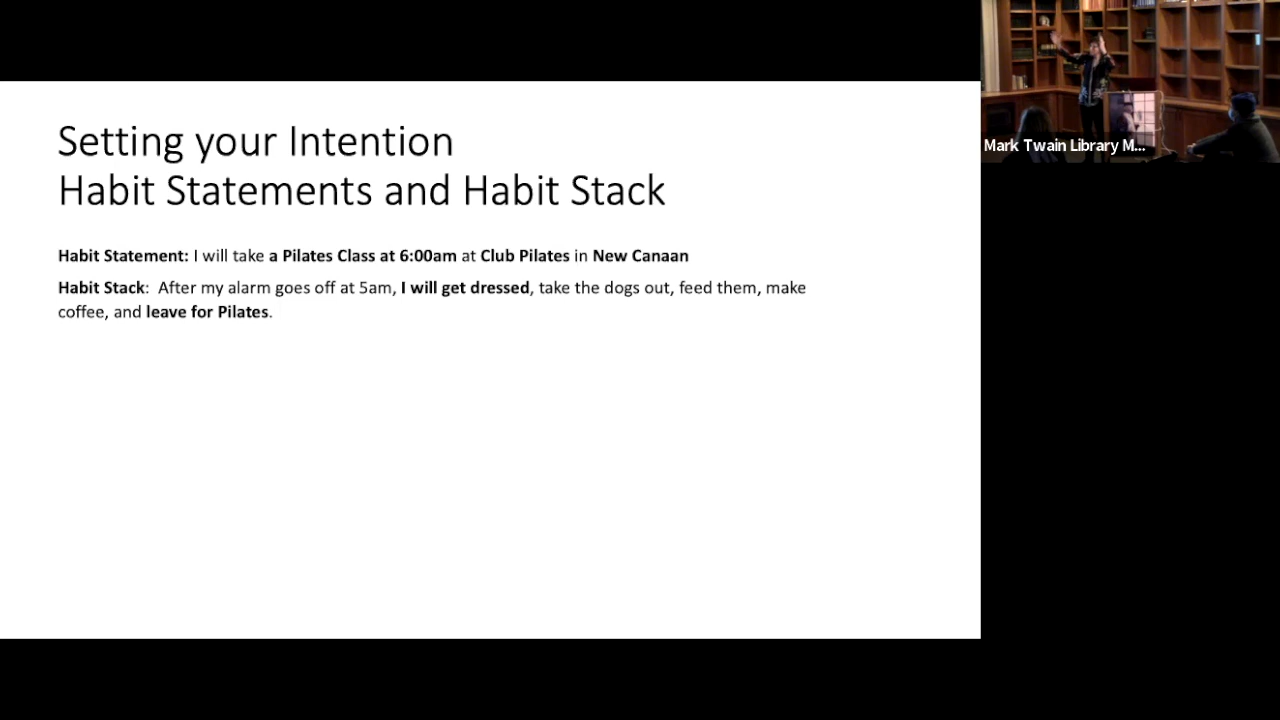 Setting your Intention
Habit Statements and Habit Stack
Habit Statement: I will take a Pilates Class at 6:00am at Club Pilates in New Canaan
Habit Stack:  After my alarm goes off at 5am, I will get dressed, take the dogs out, feed them, make
coffee, and leave for Pilates.
Mark Twain Library M...